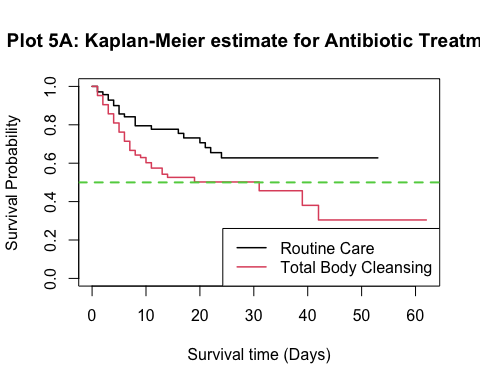 Plot 5A: Kaplan-Meier estimate for Antibiotic Treatm
Survival Probability
1.0
0.8
0.6
0.4
0.2
0.0
Routine Care
Total Body Cleansing
0 10 20 30 40 50 60
Survival time (Days)